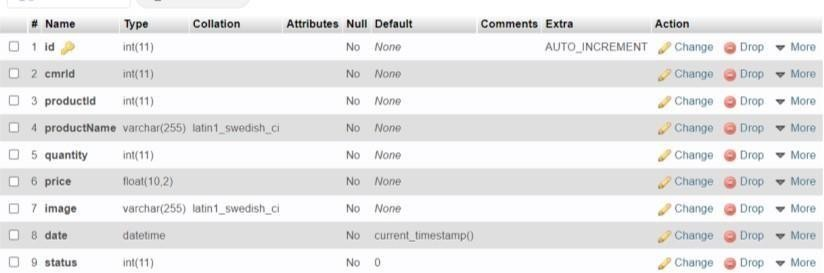 # Name Type Collation Attributes Null Default Comments Extra Action
1 id int(11) No None AUTO_INCREMENT Change Drop More
2 cmrId int(11) No None Change Drop More
3 productId int(11) No None Change Drop More
4 productName varchar(255) latin1_swedish_ci No None Change Drop More
5 quantity int(11) No None Change Drop More
6 price float(10,2) No None Change Drop More
7 image varchar(255) latin1_swedish_ci No None Change Drop More
8 date datetime No current_timestamp() Change Drop More
9 status int(11) No 0 Change Drop More